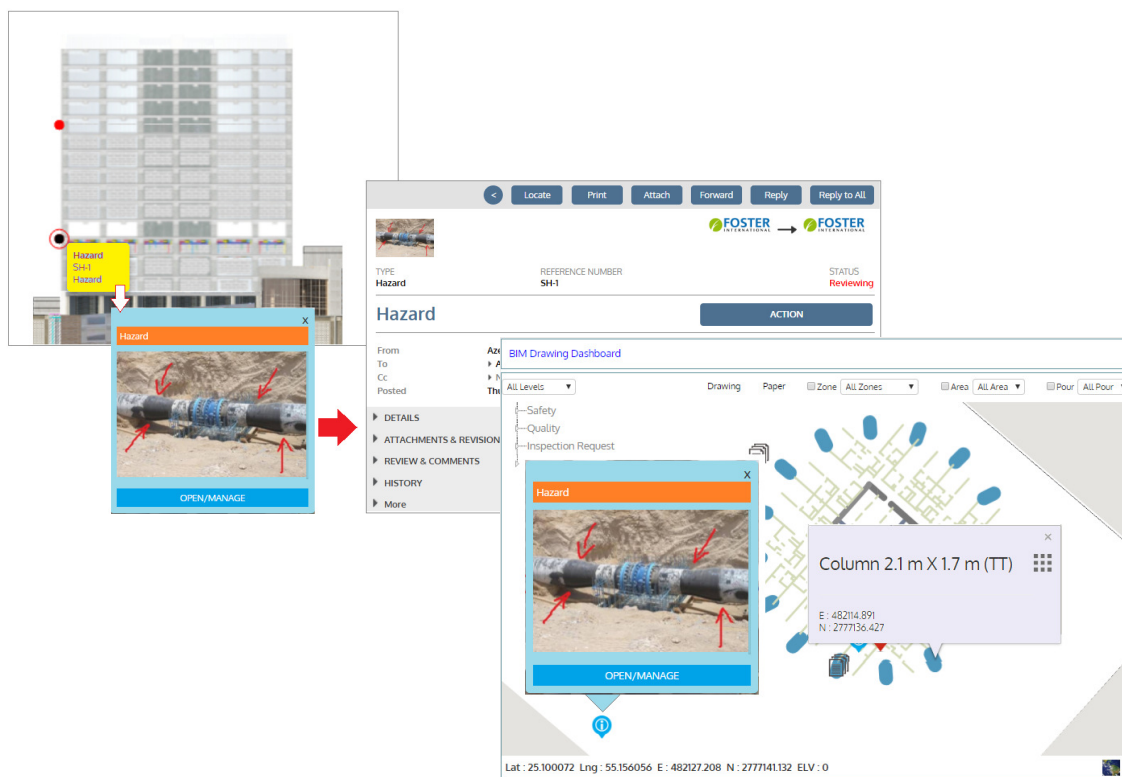 Hazard
SH-1
Hazard
X
Hazard
OPEN/MANAGE
< Locate Print Attach Forward Reply Reply to All
FOSTER INTERNATIONAL → FOSTER INTERNATIONAL
TYPE REFERENCE NUMBER STATUS
Hazard SH-1 Reviewing
Hazard ACTION
From
To
Cc
Posted
DETAILS
ATTACHMENTS & REVISION
REVIEW & COMMENTS
HISTORY
More
BIM Drawing Dashboard
All Levels Drawing Paper Zone All Zones Area All Area Pour All Pour
Safety
Quality
Inspection Request
X
Hazard
OPEN/MANAGE
×
Column 2.1 m X 1.7 m (TT)
E : 482114.891
N : 2777136.427
Lat : 25.100072 Lng : 55.156056 E : 482127.208 N : 2777141.132 ELV : 0